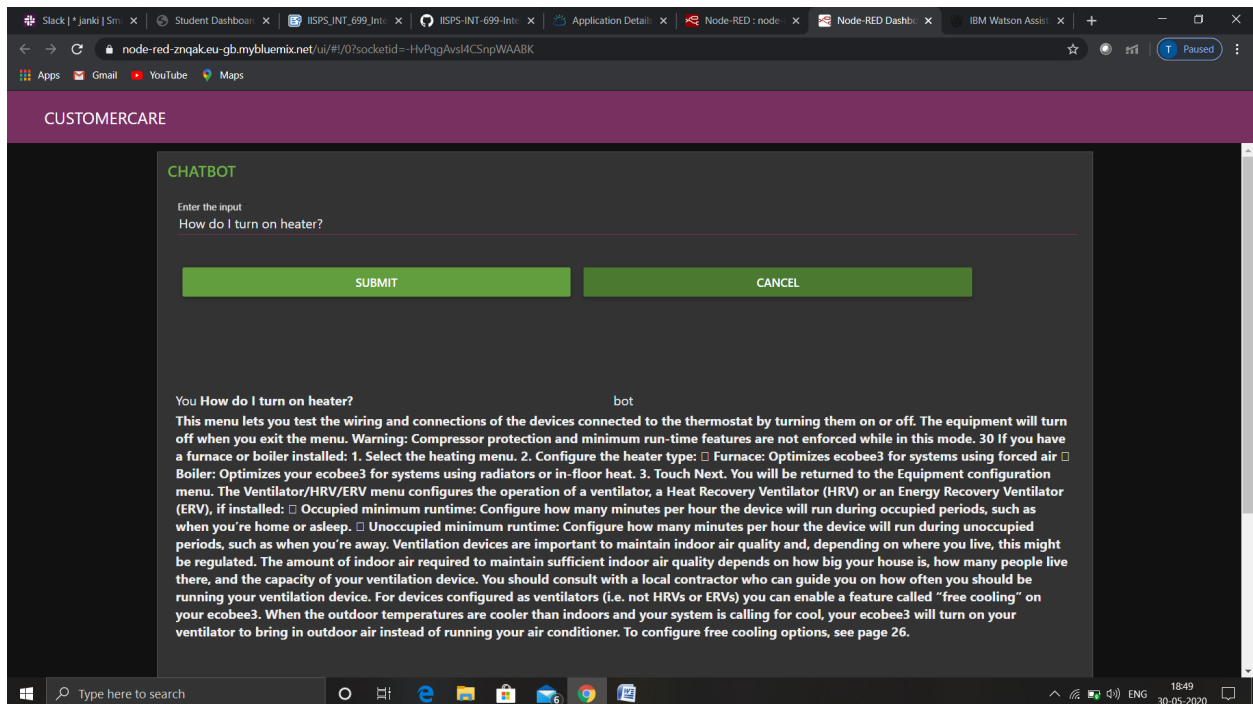 Slack | * janki | Sm
Student Dashboar
IISPS_INT_699_Inte
IISPS-INT-699-Inte
Application Details
Node-RED : node-
Node-RED Dashbo
IBM Watson Assist
node-red-znqak.eu-gb.mybluemix.net/ui/#!/0?socketid=-HvPqgAvsl4CSnpWAABK
T Paused
Apps Gmail YouTube Maps
CUSTOMERCARE
CHATBOT
Enter the input
How do I turn on heater?
SUBMIT CANCEL
You How do I turn on heater? bot
This menu lets you test the wiring and connections of the devices connected to the thermostat by turning them on or off. The equipment will turn
off when you exit the menu. Warning: Compressor protection and minimum run-time features are not enforced while in this mode. 30 If you have
a furnace or boiler installed: 1. Select the heating menu. 2. Configure the heater type: □ Furnace: Optimizes ecobee3 for systems using forced air □
Boiler: Optimizes your ecobee3 for systems using radiators or in-floor heat. 3. Touch Next. You will be returned to the Equipment configuration
menu. The Ventilator/HRV/ERV menu configures the operation of a ventilator, a Heat Recovery Ventilator (HRV) or an Energy Recovery Ventilator
(ERV), if installed: □ Occupied minimum runtime: Configure how many minutes per hour the device will run during occupied periods, such as
when you're home or asleep. □ Unoccupied minimum runtime: Configure how many minutes per hour the device will run during unoccupied
periods, such as when you're away. Ventilation devices are important to maintain indoor air quality and, depending on where you live, this might
be regulated. The amount of indoor air required to maintain sufficient indoor air quality depends on how big your house is, how many people live
there, and the capacity of your ventilation device. You should consult with a local contractor who can guide you on how often you should be
running your ventilation device. For devices configured as ventilators (i.e. not HRVs or ERVs) you can enable a feature called "free cooling" on
your ecobee3. When the outdoor temperatures are cooler than indoors and your system is calling for cool, your ecobee3 will turn on your
ventilator to bring in outdoor air instead of running your air conditioner. To configure free cooling options, see page 26.
Type here to search
6
ENG
18:49
30-05-2020